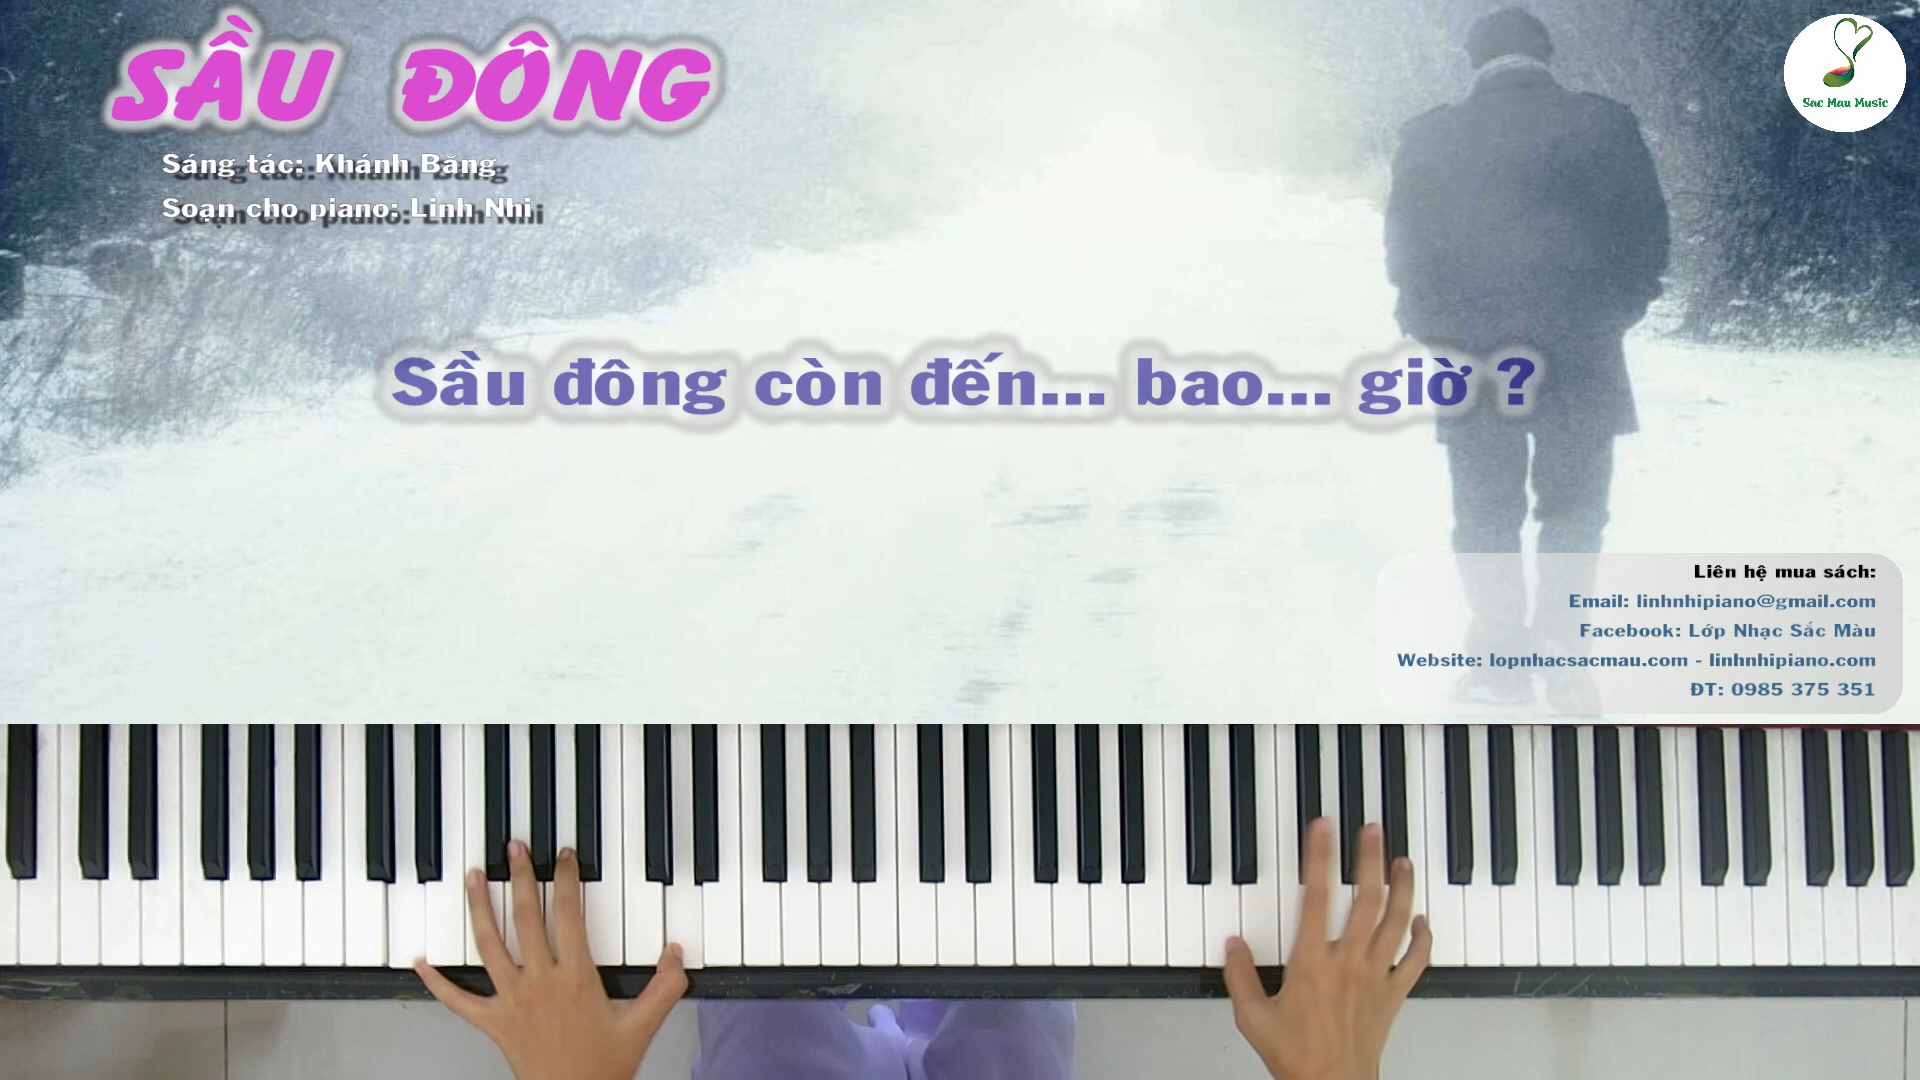 SẦU ĐÔNG
Sáng tác: Khánh Băng
Soạn cho piano: Linh Nhi
Sac Mau Music
Sầu đông còn đến... bao... giờ ?
Liên hệ mua sách:
Email: linhnhipiano@gmail.com
Facebook: Lớp Nhạc Sắc Màu
Website: lopnhacsacmau.com - linhnhipiano.com
ĐT: 0985 375 351